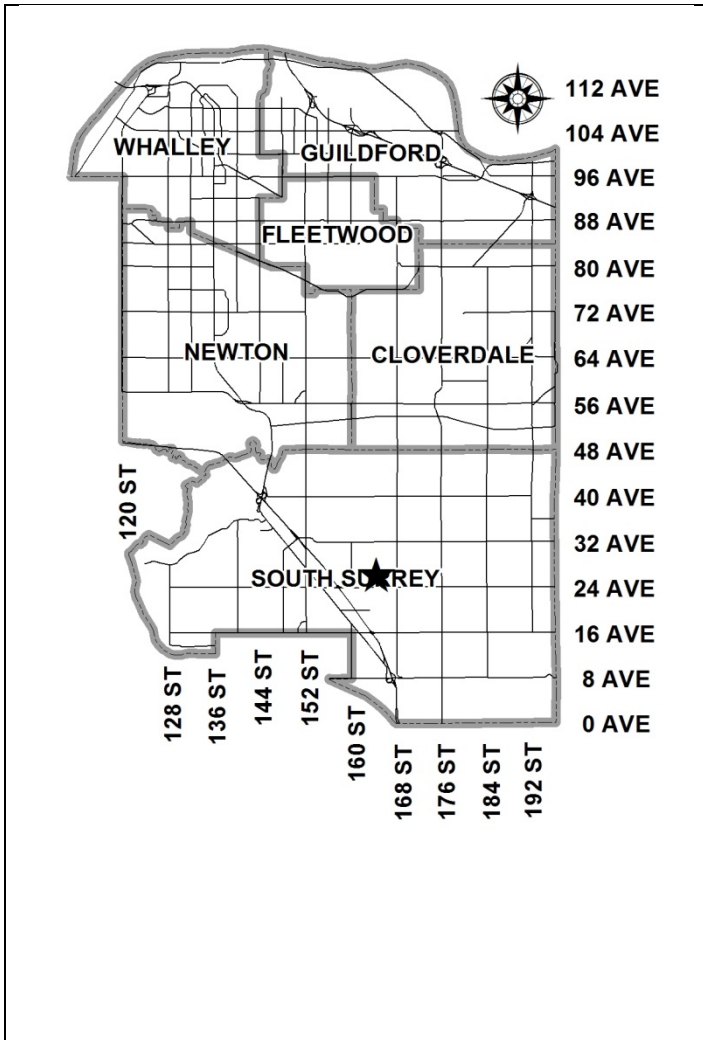 112 AVE
104 AVE
WHALLEY
GUILDFORD
96 AVE
88 AVE
FLEETWOOD
80 AVE
72 AVE
NEWTON
CLOVERDALE
64 AVE
56 AVE
48 AVE
120 ST
40 AVE
32 AVE
SOUTH SURREY
24 AVE
16 AVE
8 AVE
0 AVE
128 ST
136 ST
144 ST
152 ST
160 ST
168 ST
176 ST
184 ST
192 ST